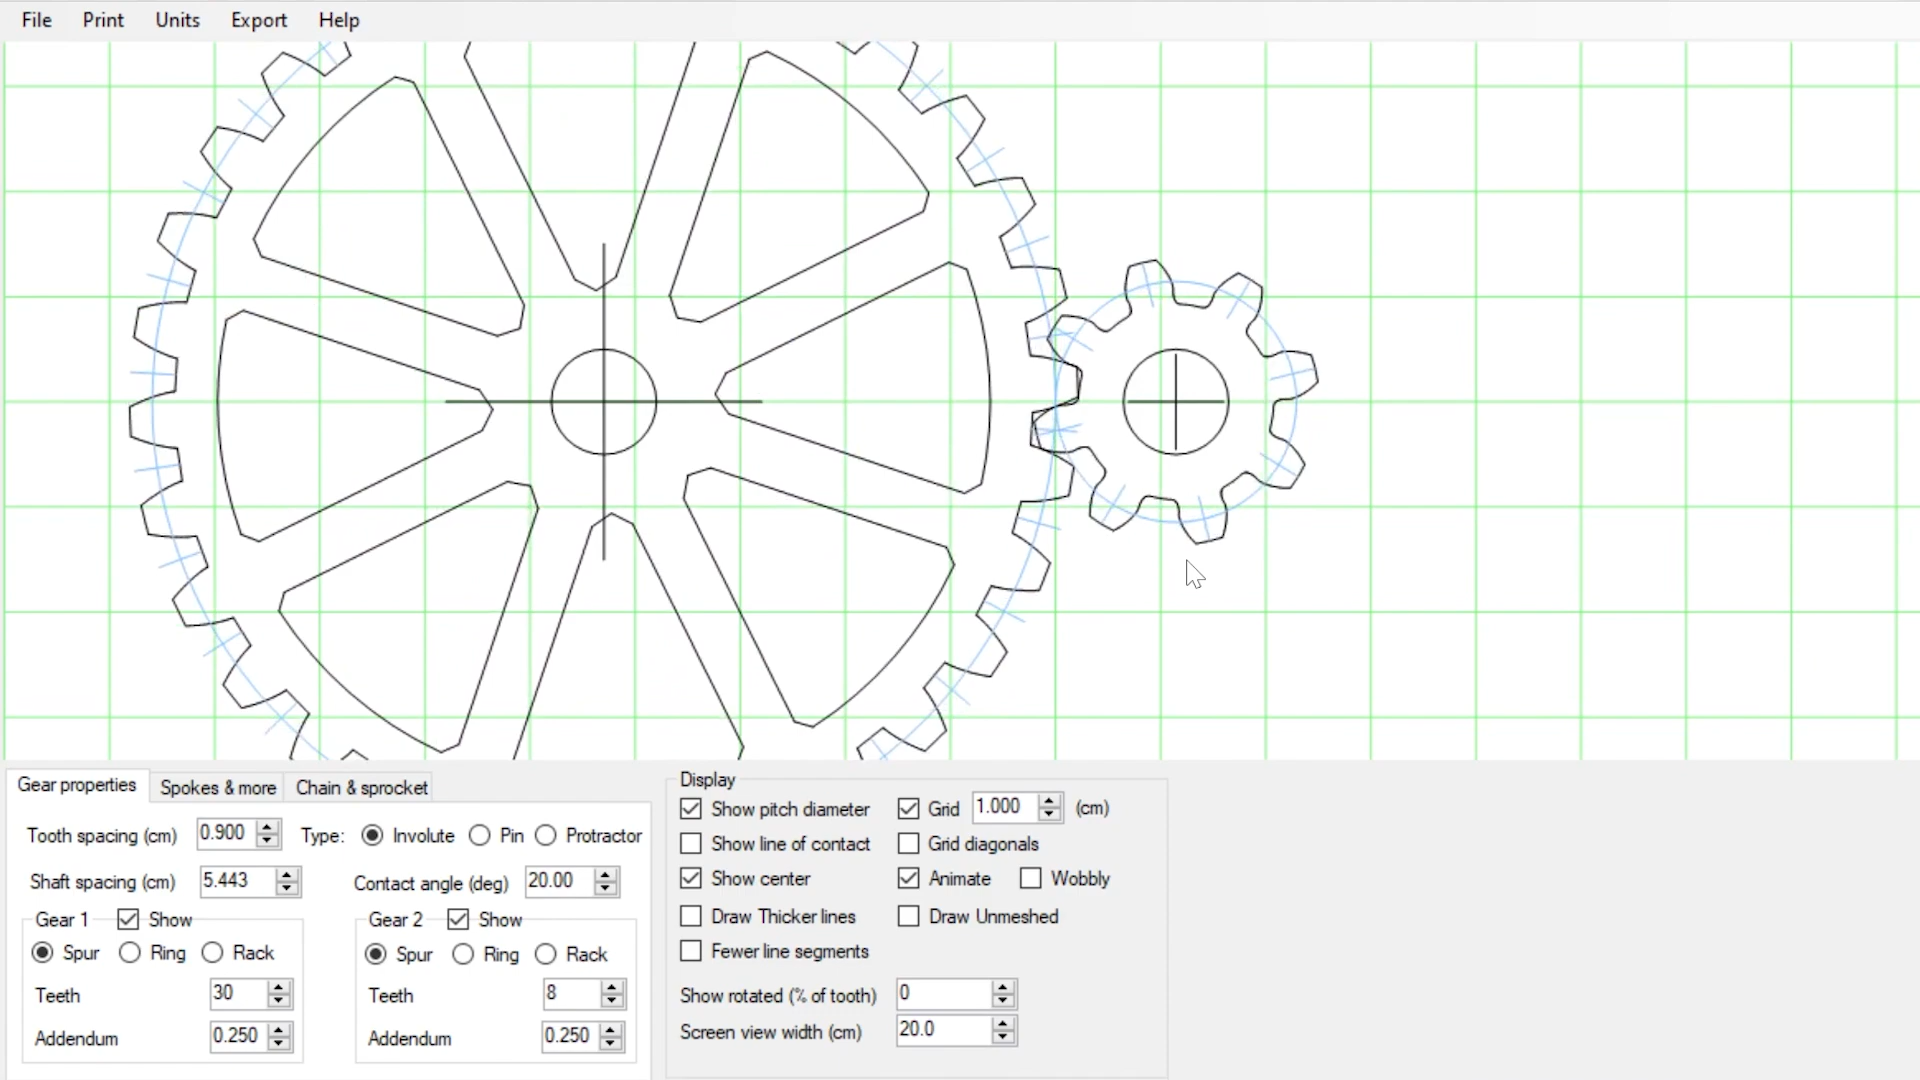 File Print Units Export Help
Gear properties Spokes & more Chain & sprocket
Tooth spacing (cm) 0.900 Type: Involute Pin Protractor
Shaft spacing (cm) 5.443 Contact angle (deg) 20.00
Gear 1 Show
Spur Ring Rack
Teeth 30
Addendum 0.250
Gear 2 Show
Spur Ring Rack
Teeth 8
Addendum 0.250
Display
Show pitch diameter Grid 1.000 (cm)
Show line of contact Grid diagonals
Show center Animate Wobbly
Draw Thicker lines Draw Unmeshed
Fewer line segments
Show rotated (% of tooth) 0
Screen view width (cm) 20.0